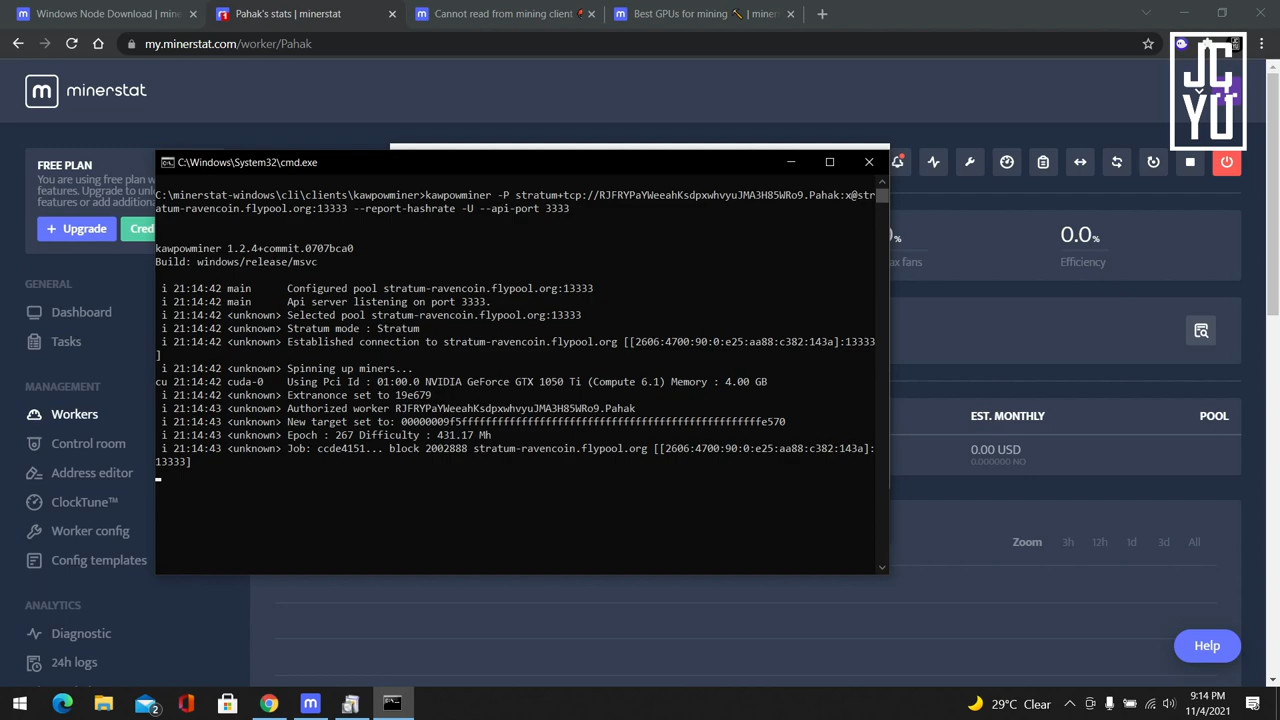 Windows Node Download | miners
Pahak's stats | minerstat
Cannot read from mining client
Best GPUs for mining | miners
my.minerstat.com/worker/Pahak
JC
YU
m minerstat
FREE PLAN
You are using free plan w
features or add additiona
+ Upgrade
Cred
C:\Windows\System32\cmd.exe
C:\minerstat-windows\cli\clients\kawpowminer>kawpowminer -P stratum+tcp://RJFRYPaYWeeahKsdpxwhvyuJMA3H85WRo9.Pahak:x@str
atum-ravencoin.flypool.org:13333 --report-hashrate -U --api-port 3333
kawpowminer 1.2.4+commit.0707bca0
Build: windows/release/msvc
i 21:14:42 main Configured pool stratum-ravencoin.flypool.org:13333
i 21:14:42 main Api server listening on port 3333.
i 21:14:42 <unknown> Selected pool stratum-ravencoin.flypool.org:13333
i 21:14:42 <unknown> Stratum mode : Stratum
i 21:14:42 <unknown> Established connection to stratum-ravencoin.flypool.org [[2606:4700:90:0:e25:aa88:c382:143a]:13333
]
i 21:14:42 <unknown> Spinning up miners...
cu 21:14:42 cuda-0 Using Pci Id : 01:00.0 NVIDIA GeForce GTX 1050 Ti (Compute 6.1) Memory : 4.00 GB
i 21:14:42 <unknown> Extranonce set to 19e679
i 21:14:43 <unknown> Authorized worker RJFRYPaYWeeahKsdpxwhvyuJMA3H85WRo9.Pahak
i 21:14:43 <unknown> New target set to: 00000009f5ffffffffffffffffffffffffffffffffffffffffffffffffffe570
i 21:14:43 <unknown> Epoch : 267 Difficulty : 431.17 Mh
i 21:14:43 <unknown> Job: ccde4151... block 2002888 stratum-ravencoin.flypool.org [[2606:4700:90:0:e25:aa88:c382:143a]:
13333]
%
ax fans
0.0%
Efficiency
EST. MONTHLY
POOL
0.00 USD
0.000000 NO
Zoom 3h 12h 1d 3d All
GENERAL
Dashboard
Tasks
MANAGEMENT
Workers
Control room
Address editor
ClockTune™
Worker config
Config templates
ANALYTICS
Diagnostic
24h logs
Help
2
29°C Clear
9:14 PM
11/4/2021